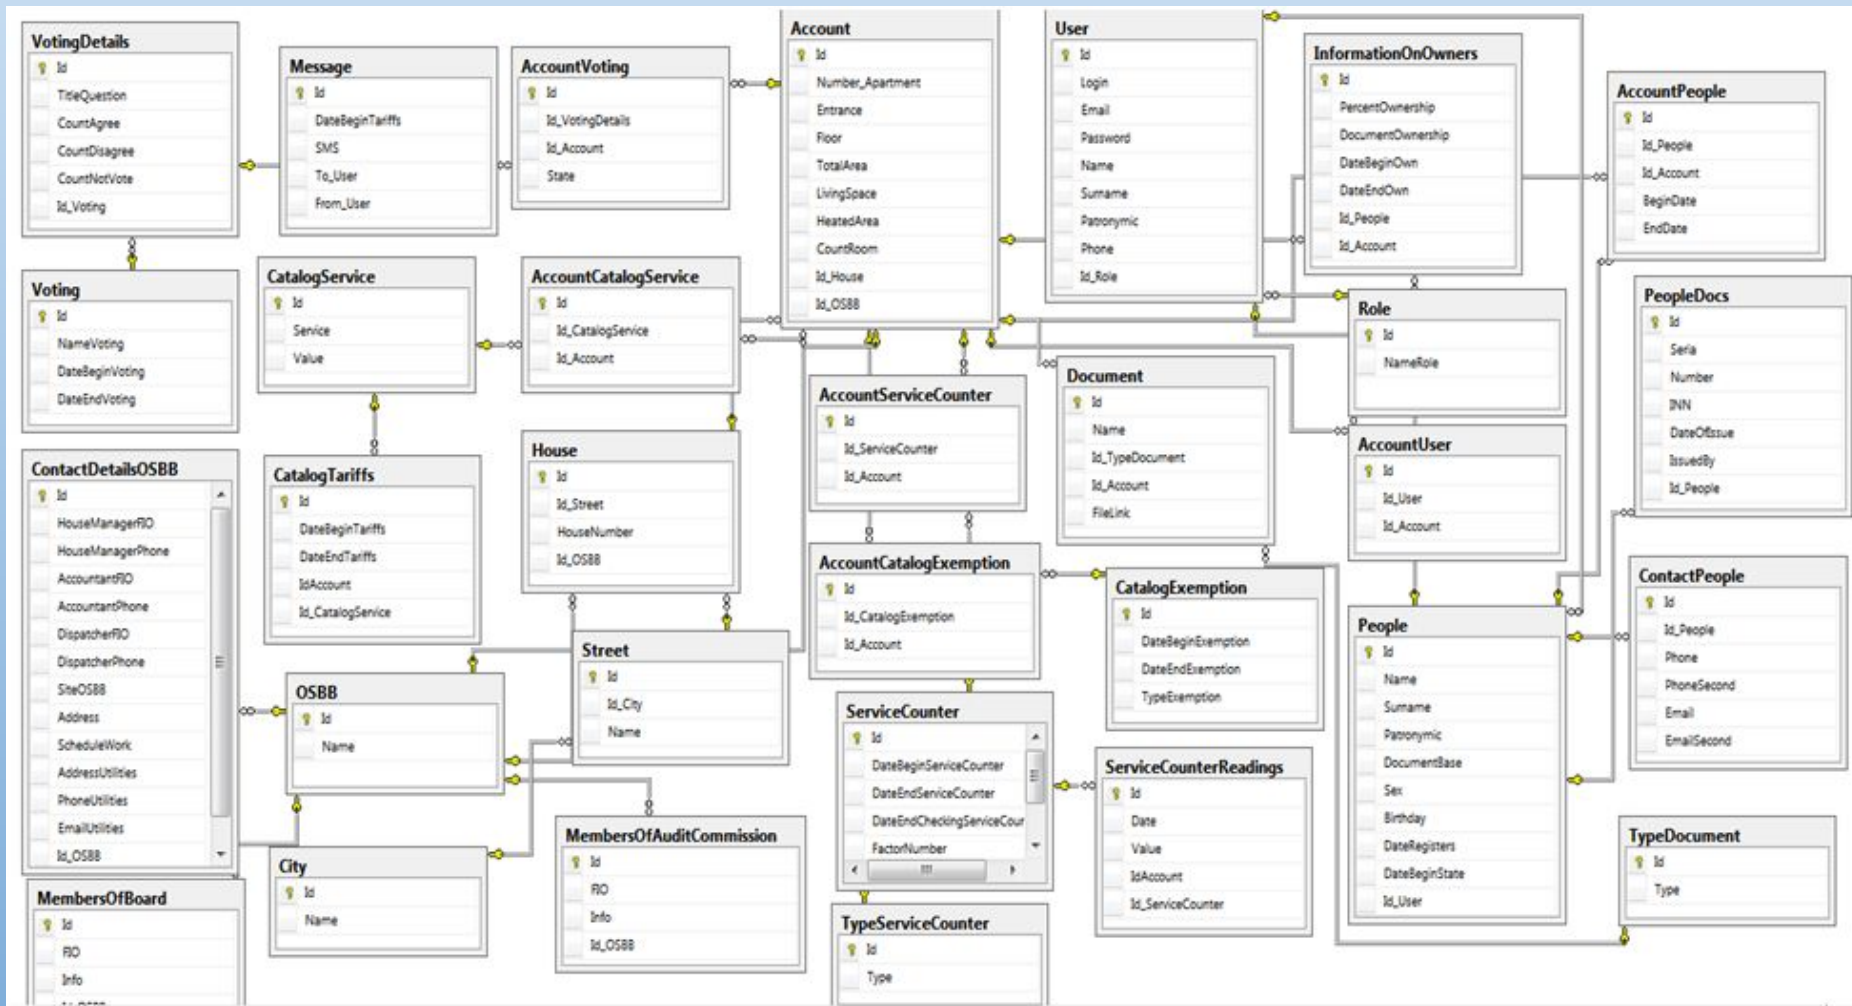 VotingDetails
Id
TitleQuestion
CountAgree
CountDisagree
CountNotVote
Id_Voting
Message
Id
DateBeginTariffs
SMS
To_User
From_User
AccountVoting
Id
Id_VotingDetails
Id_Account
State
Account
Id
Number_Apartment
Entrance
Floor
TotalArea
LivingSpace
HeatedArea
CountRoom
Id_House
Id_OSBB
User
Id
Login
Email
Password
Name
Surname
Patronymic
Phone
Id_Role
InformationOnOwners
Id
PercentOwnership
DocumentOwnership
DateBeginOwn
DateEndOwn
Id_People
Id_Account
AccountPeople
Id
Id_People
Id_Account
BeginDate
EndDate
Voting
Id
NameVoting
DateBeginVoting
DateEndVoting
CatalogService
Id
Service
Value
AccountCatalogService
Id
Id_CatalogService
Id_Account
Role
Id
NameRole
PeopleDocs
Id
Seria
Number
INN
DateOfIssue
IssuedBy
Id_People
ContactDetailsOSBB
Id
HouseManagerFIO
HouseManagerPhone
AccountantFIO
AccountantPhone
DispatcherFIO
DispatcherPhone
SiteOSBB
Address
ScheduleWork
AddressUtilities
PhoneUtilities
EmailUtilities
Id_OSBB
CatalogTariffs
Id
DateBeginTariffs
DateEndTariffs
IdAccount
Id_CatalogService
House
Id
Id_Street
HouseNumber
Id_OSBB
AccountServiceCounter
Id
Id_ServiceCounter
Id_Account
Document
Id
Name
Id_TypeDocument
Id_Account
FileLink
AccountUser
Id
Id_User
Id_Account
AccountCatalogExemption
Id
Id_CatalogExemption
Id_Account
CatalogExemption
Id
DateBeginExemption
DateEndExemption
TypeExemption
ContactPeople
Id
Id_People
Phone
PhoneSecond
Email
EmailSecond
People
Id
Name
Surname
Patronymic
DocumentBase
Sex
Birthday
DateRegisters
DateBeginState
Id_User
OSBB
Id
Name
Street
Id
Id_City
Name
ServiceCounter
Id
DateBeginServiceCounter
DateEndServiceCounter
DateEndCheckingServiceCour
FactorNumber
ServiceCounterReadings
Id
Date
Value
IdAccount
Id_ServiceCounter
TypeDocument
Id
Type
MembersOfBoard
Id
FIO
Info
City
Id
Name
MembersOfAuditCommission
Id
FIO
Info
Id_OSBB
TypeServiceCounter
Id
Type